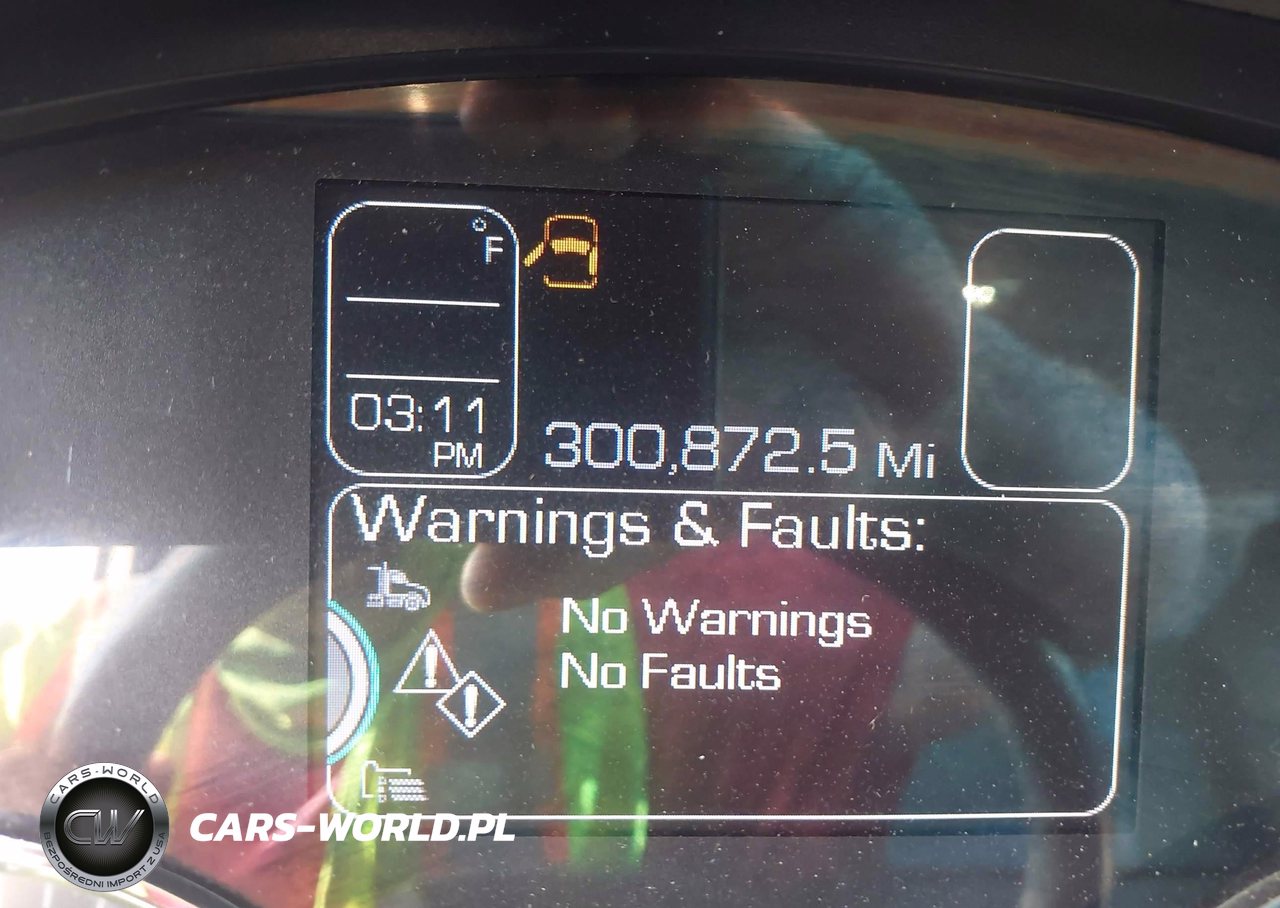 °F
03:11
PM
300,872.5 Mi
Warnings & Faults:
No Warnings
No Faults
CARS-WORLD
CW
BEZPOŚREDNI IMPORT Z USA
CARS-WORLD.PL